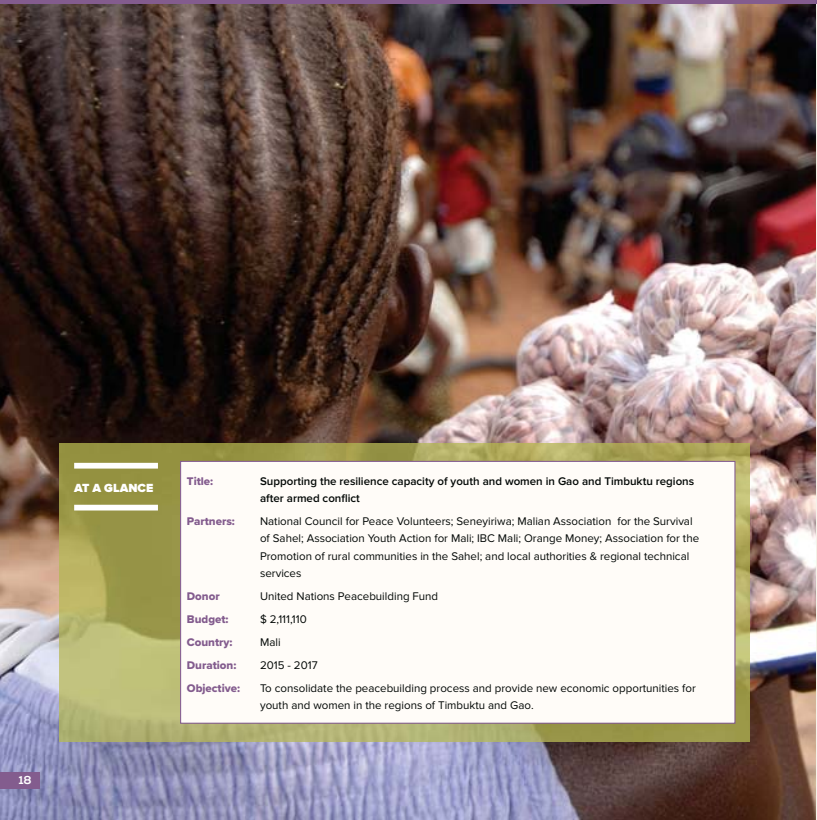 AT A GLANCE
Title: Supporting the resilience capacity of youth and women in Gao and Timbuktu regions
after armed conflict
Partners: National Council for Peace Volunteers; Seneyiriwa; Malian Association  for the Survival
of Sahel; Association Youth Action for Mali; IBC Mali; Orange Money; Association for the
Promotion of rural communities in the Sahel; and local authorities & regional technical
services
Donor United Nations Peacebuilding Fund
Budget: $ 2,111,110
Country: Mali
Duration: 2015 - 2017
Objective: To consolidate the peacebuilding process and provide new economic opportunities for
youth and women in the regions of Timbuktu and Gao.
18